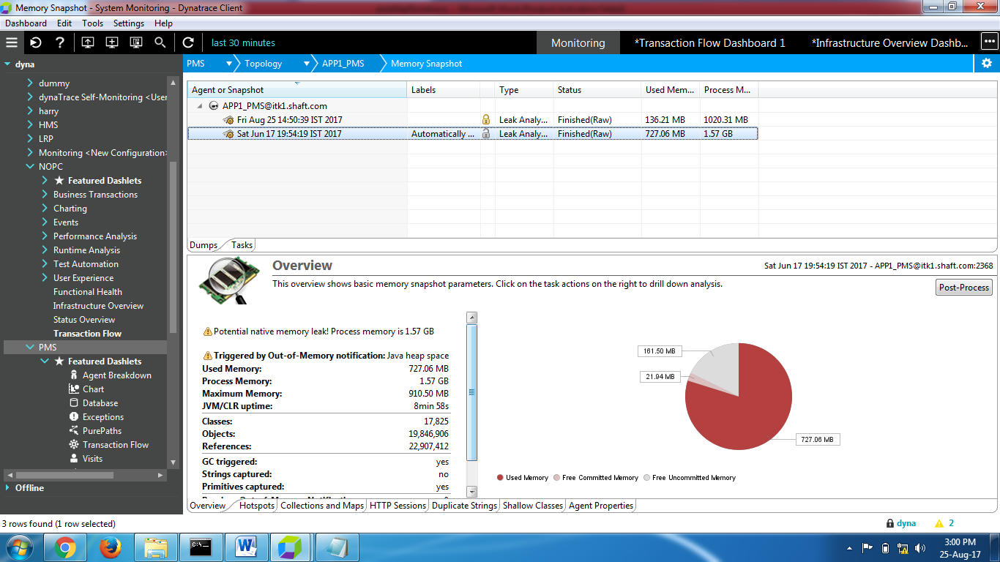 Memory Snapshot - System Monitoring - Dynatrace Client
Dashboard Edit Tools Settings Help
last 30 minutes
Monitoring *Transaction Flow Dashboard 1 *Infrastructure Overview Dashb...
dyna
dummy
dynaTrace Self-Monitoring <User
harry
HMS
LRP
Monitoring <New Configuration>
NOPC
Featured Dashlets
Business Transactions
Charting
Events
Performance Analysis
Runtime Analysis
Test Automation
User Experience
Functional Health
Infrastructure Overview
Status Overview
Transaction Flow
PMS
Featured Dashlets
Agent Breakdown
Chart
Database
Exceptions
PurePaths
Transaction Flow
Visits
Offline
PMS Topology APP1_PMS Memory Snapshot
Agent or Snapshot Labels Type Status Used Mem... Process M...
APP1_PMS@itk1.shaft.com
Fri Aug 25 14:50:39 IST 2017 Leak Analy... Finished(Raw) 136.21 MB 1020.31 MB
Sat Jun 17 19:54:19 IST 2017 Automatically ... Leak Analy... Finished(Raw) 727.06 MB 1.57 GB
Dumps Tasks
Overview
Sat Jun 17 19:54:19 IST 2017 - APP1_PMS@itk1.shaft.com:2368
This overview shows basic memory snapshot parameters. Click on the task actions on the right to drill down analysis.
Post-Process
Potential native memory leak! Process memory is 1.57 GB
Triggered by Out-of-Memory notification: Java heap space
Used Memory: 727.06 MB
Process Memory: 1.57 GB
Maximum Memory: 910.50 MB
JVM/CLR uptime: 8min 58s
Classes: 17,825
Objects: 19,846,906
References: 22,907,412
GC triggered: yes
Strings captured: no
Primitives captured: yes
161.50 MB
21.94 MB
727.06 MB
Used Memory Free Committed Memory Free Uncommitted Memory
Overview Hotspots Collections and Maps HTTP Sessions Duplicate Strings Shallow Classes Agent Properties
3 rows found (1 row selected)
dyna 2
3:00 PM
25-Aug-17